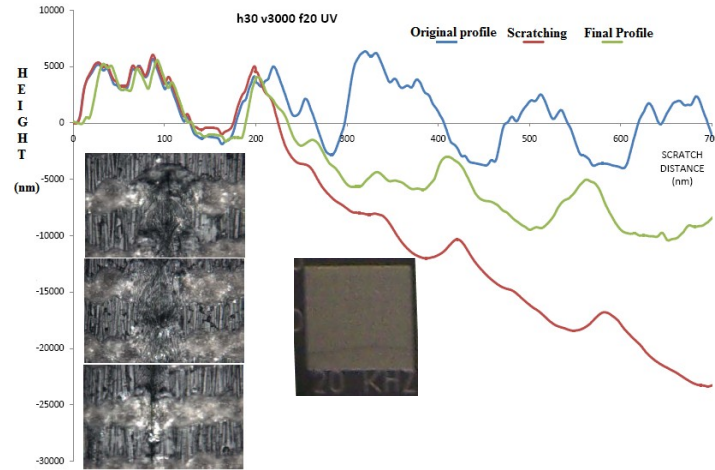 h30 v3000 f20 UV
Original profile Scratching Final Profile
HEIGHT
(nm)
10000
5000
0
-5000
-10000
-15000
-20000
-25000
-30000
0 100 200 300 400 500 600 70
SCRATCH
DISTANCE
(nm)
20 KHZ